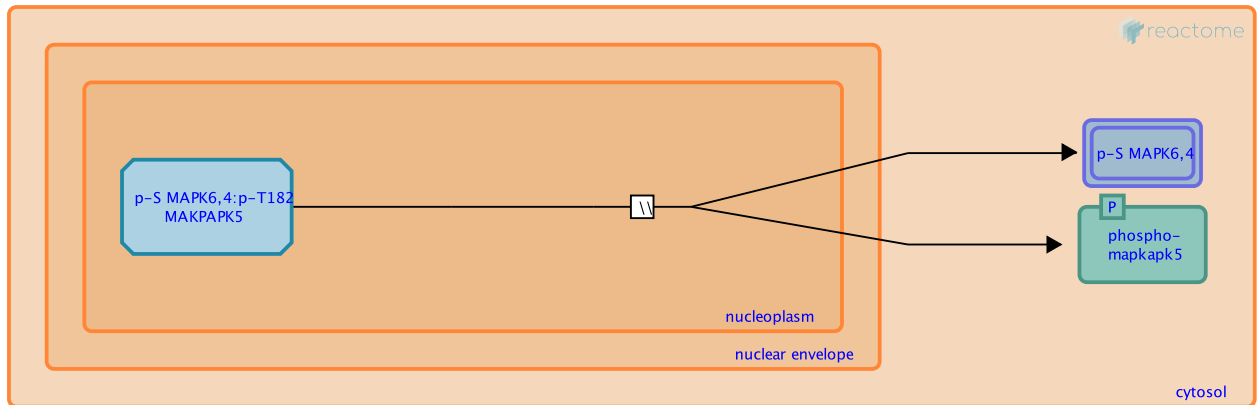 reactome
p-S MAPK6,4
p-S MAPK6,4:p-T182
MAKPAPK5
\\
P
phospho-
mapkapk5
nucleoplasm
nuclear envelope
cytosol